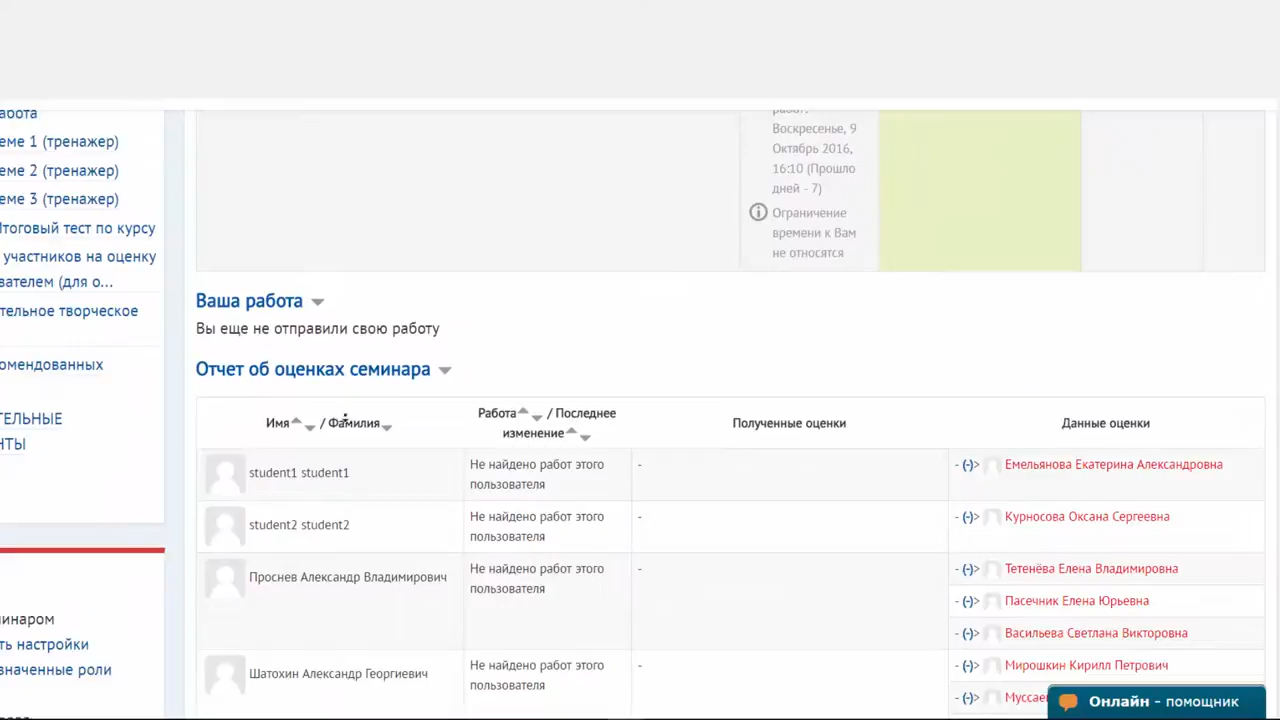 абота
еме 1 (тренажер)
еме 2 (тренажер)
еме 3 (тренажер)
Итоговый тест по курсу
участников на оценку
вателем (для о...
тельное творческое
омендованных
ТЕЛЬНЫЕ
НТЫ
инаром
ть настройки
значенные роли
работ:
Воскресенье, 9
Октябрь 2016,
16:10 (Прошло
дней - 7)
Ограничение
времени к Вам
не относятся
Ваша работа
Вы еще не отправили свою работу
Отчет об оценках семинара
Имя / Фамилия
Работа / Последнее
изменение
Полученные оценки
Данные оценки
student1 student1
Не найдено работ этого
пользователя
-
- (-)> Емельянова Екатерина Александровна
student2 student2
Не найдено работ этого
пользователя
-
- (-)> Курносова Оксана Сергеевна
Проснев Александр Владимирович
Не найдено работ этого
пользователя
-
- (-)> Тетенёва Елена Владимировна
- (-)> Пасечник Елена Юрьевна
- (-)> Васильева Светлана Викторовна
Шатохин Александр Георгиевич
Не найдено работ этого
пользователя
-
- (-)> Мирошкин Кирилл Петрович
- (-)> Муссае
Онлайн - помощник